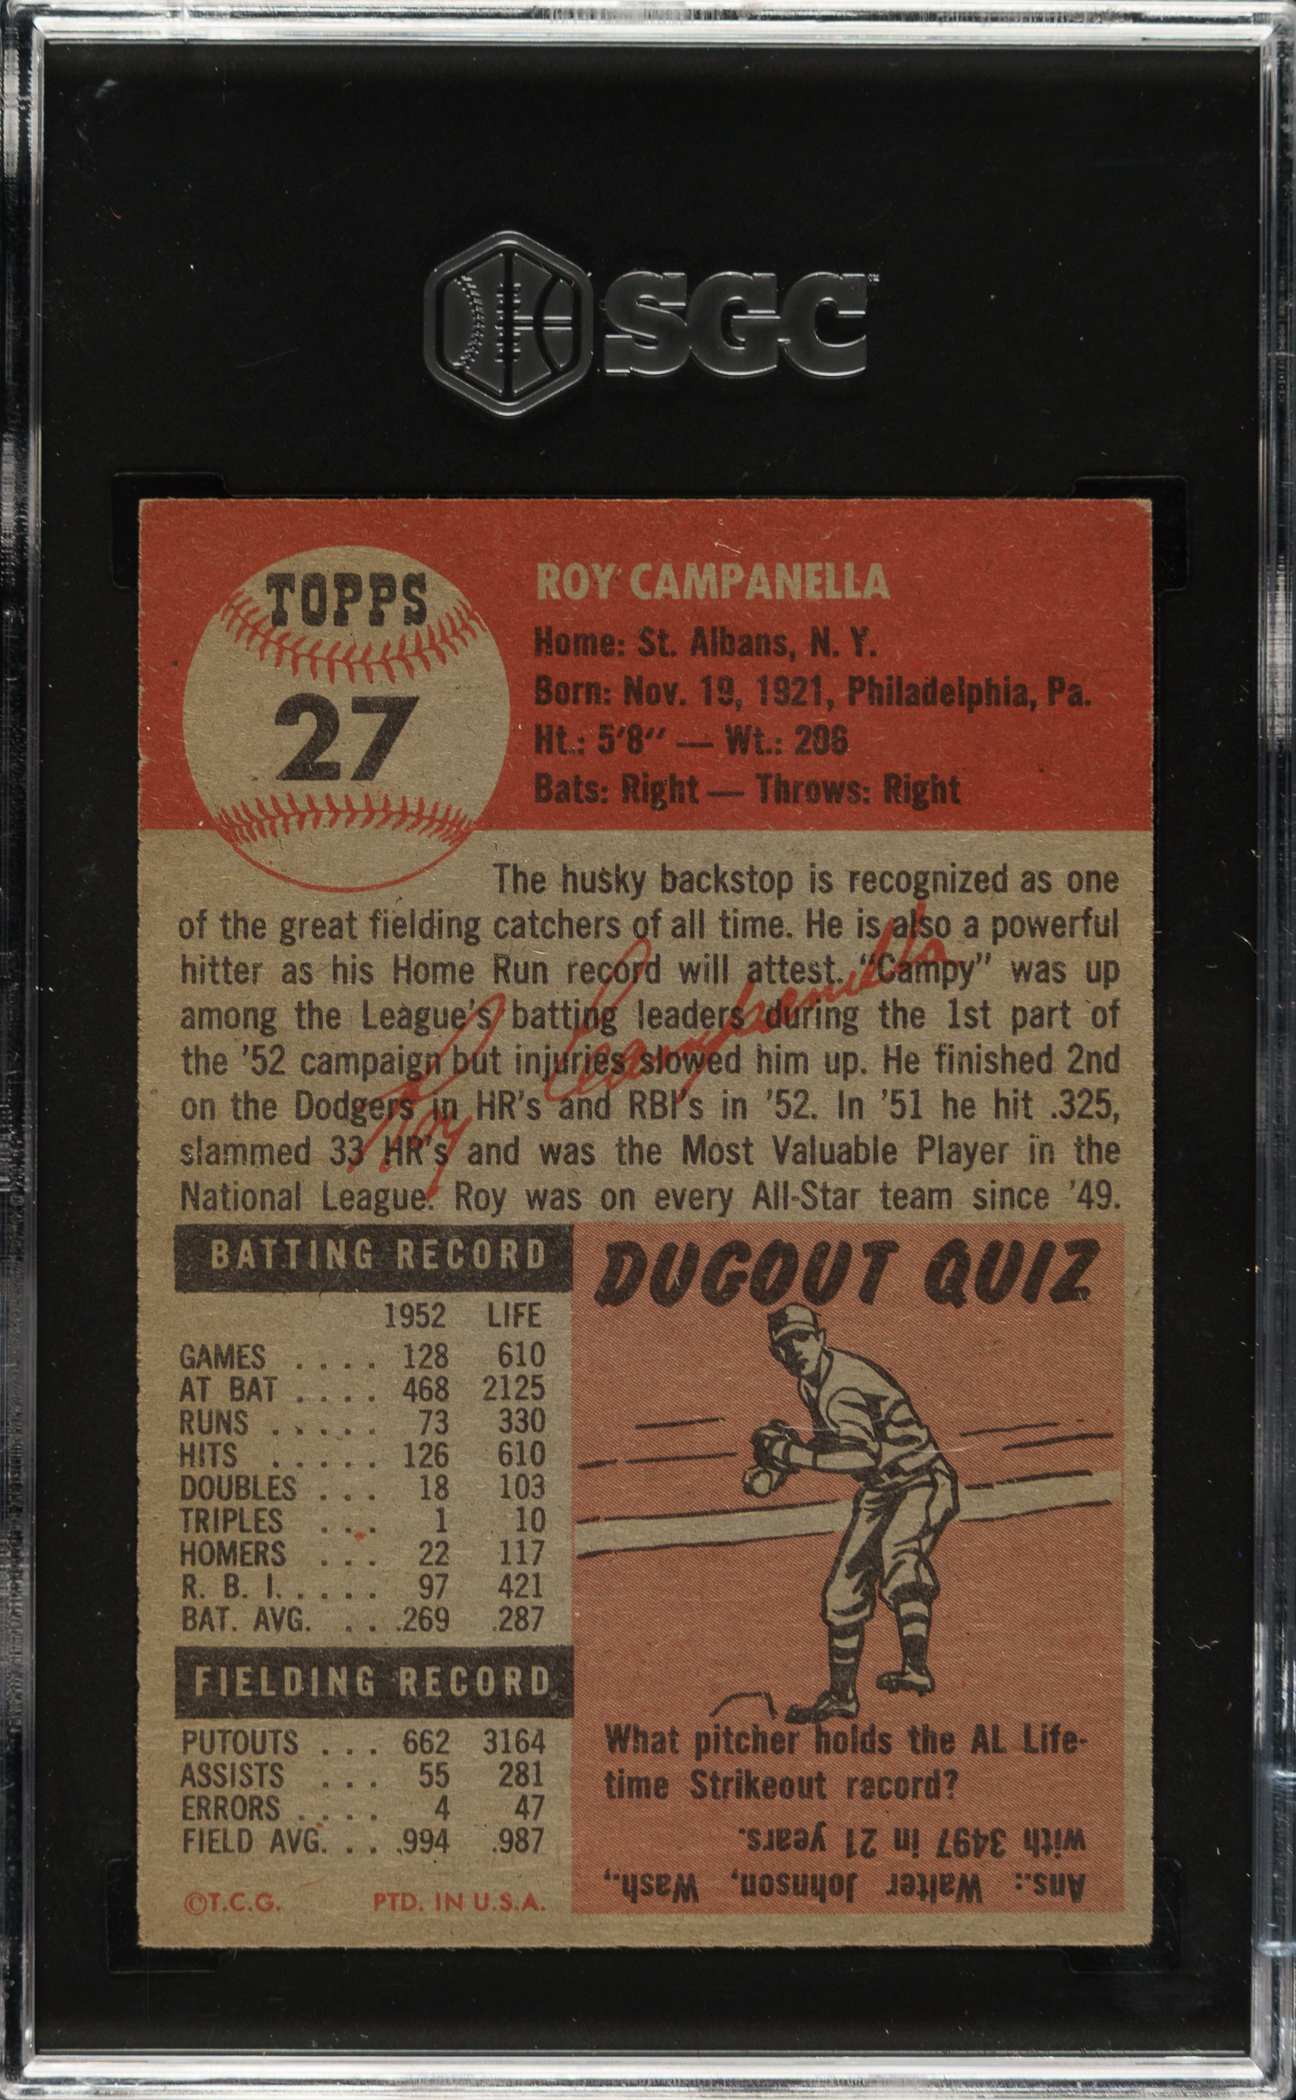 SGC
TOPPS
27
ROY CAMPANELLA
Home: St. Albans, N. Y.
Born: Nov. 19, 1921, Philadelphia, Pa.
Ht.: 5'8" — Wt.: 206
Bats: Right — Throws: Right
The husky backstop is recognized as one
of the great fielding catchers of all time. He is also a powerful
hitter as his Home Run record will attest. "Campy" was up
among the League's batting leaders during the 1st part of
the '52 campaign but injuries slowed him up. He finished 2nd
on the Dodgers in HR's and RBI's in '52. In '51 he hit .325,
slammed 33 HR's and was the Most Valuable Player in the
National League. Roy was on every All-Star team since '49.
Roy Campanella
BATTING RECORD
1952 LIFE
GAMES .... 128 610
AT BAT .... 468 2125
RUNS ..... 73 330
HITS ..... 126 610
DOUBLES ... 18 103
TRIPLES ... 1 10
HOMERS ... 22 117
R. B. I. .... 97 421
BAT. AVG. .. .269 .287
FIELDING RECORD
PUTOUTS ... 662 3164
ASSISTS ... 55 281
ERRORS .... 4 47
FIELD AVG. .. .994 .987
©T.C.G. PTD. IN U.S.A.
DUGOUT QUIZ
What pitcher holds the AL Life-
time Strikeout record?
Ans.: Walter Johnson, Wash.,
with 3497 in 21 years.